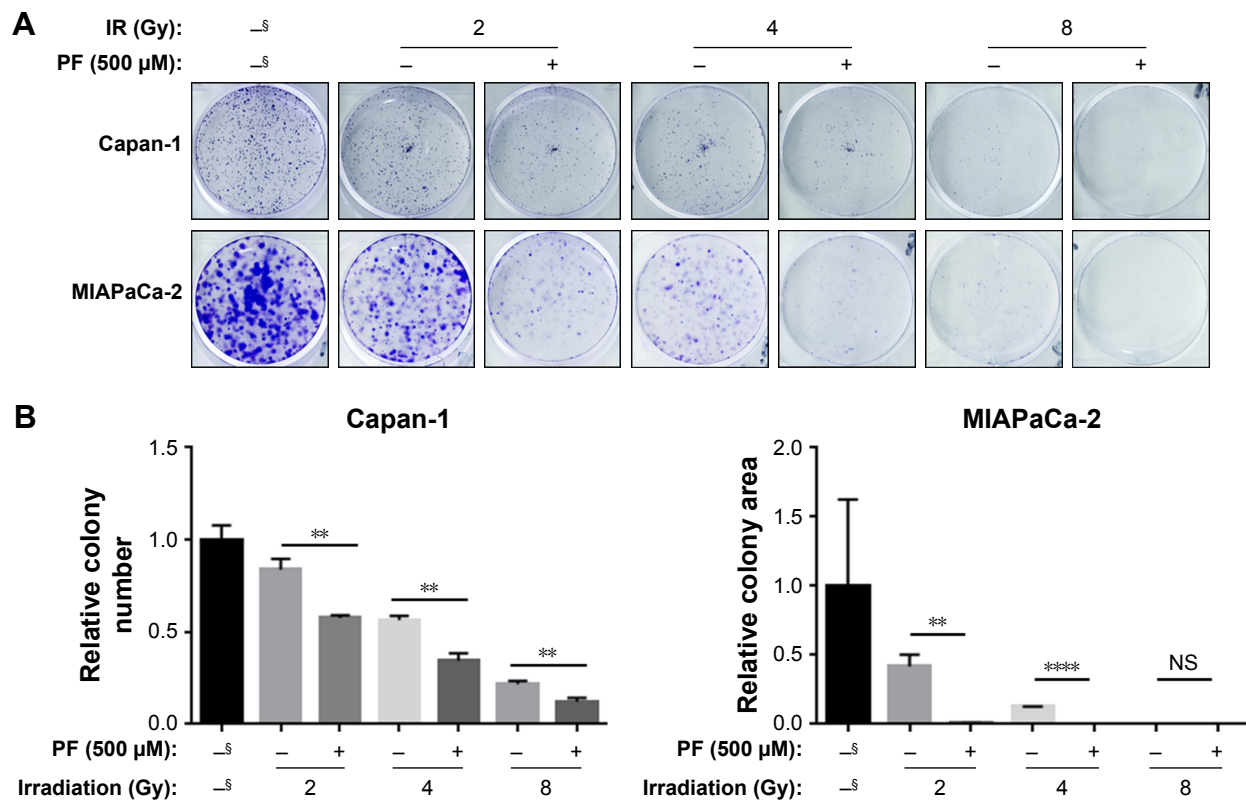 A
IR (Gy): –§ 2 4 8
PF (500 µM): –§ – + – + – +
Capan-1
MIAPaCa-2
B
Capan-1
Relative colony number
1.5
1.0
0.5
0.0
** ** **
PF (500 µM): –§ – + – + – +
Irradiation (Gy): –§ 2 4 8
MIAPaCa-2
Relative colony area
2.0
1.5
1.0
0.5
0.0
** **** NS
PF (500 µM): –§ – + – + – +
Irradiation (Gy): –§ 2 4 8